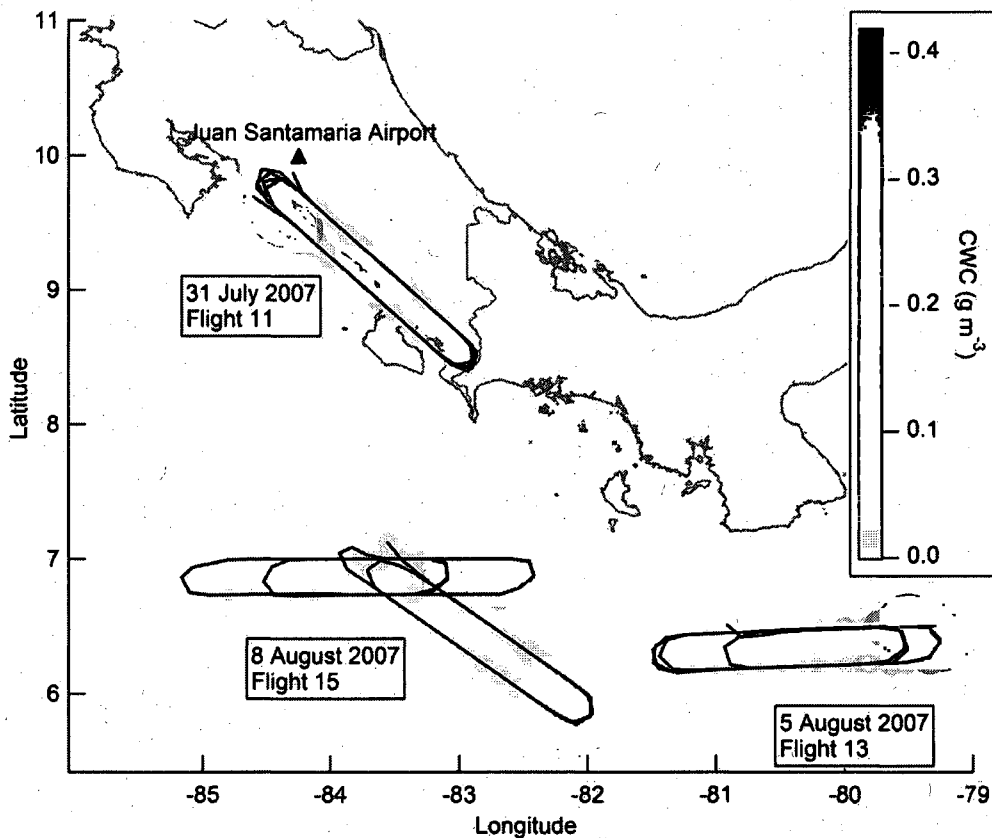 11
10
9
8
7
6
Latitude
Juan Santamaria Airport
31 July 2007
Flight 11
8 August 2007
Flight 15
5 August 2007
Flight 13
0.4
0.3
0.2
0.1
0.0
CWC (g m⁻³)
-85
-84
-83
-82
-81
-80
-79
Longitude